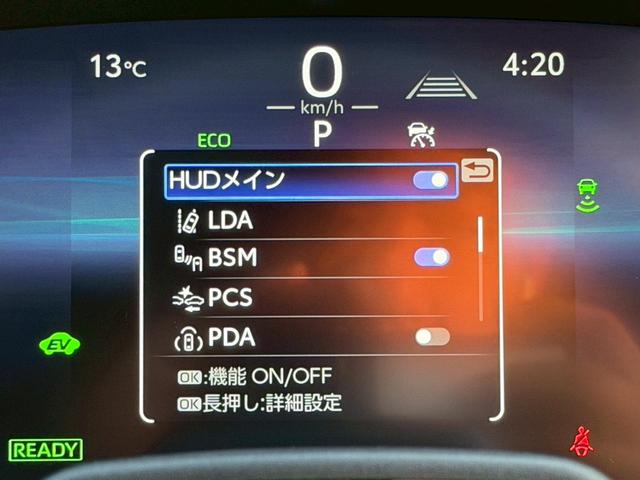 13℃
0
4:20
km/h
ECO
P
HUDメイン
LDA
BSM
PCS
PDA
OK:機能 ON/OFF
OK長押し:詳細設定
EV
READY